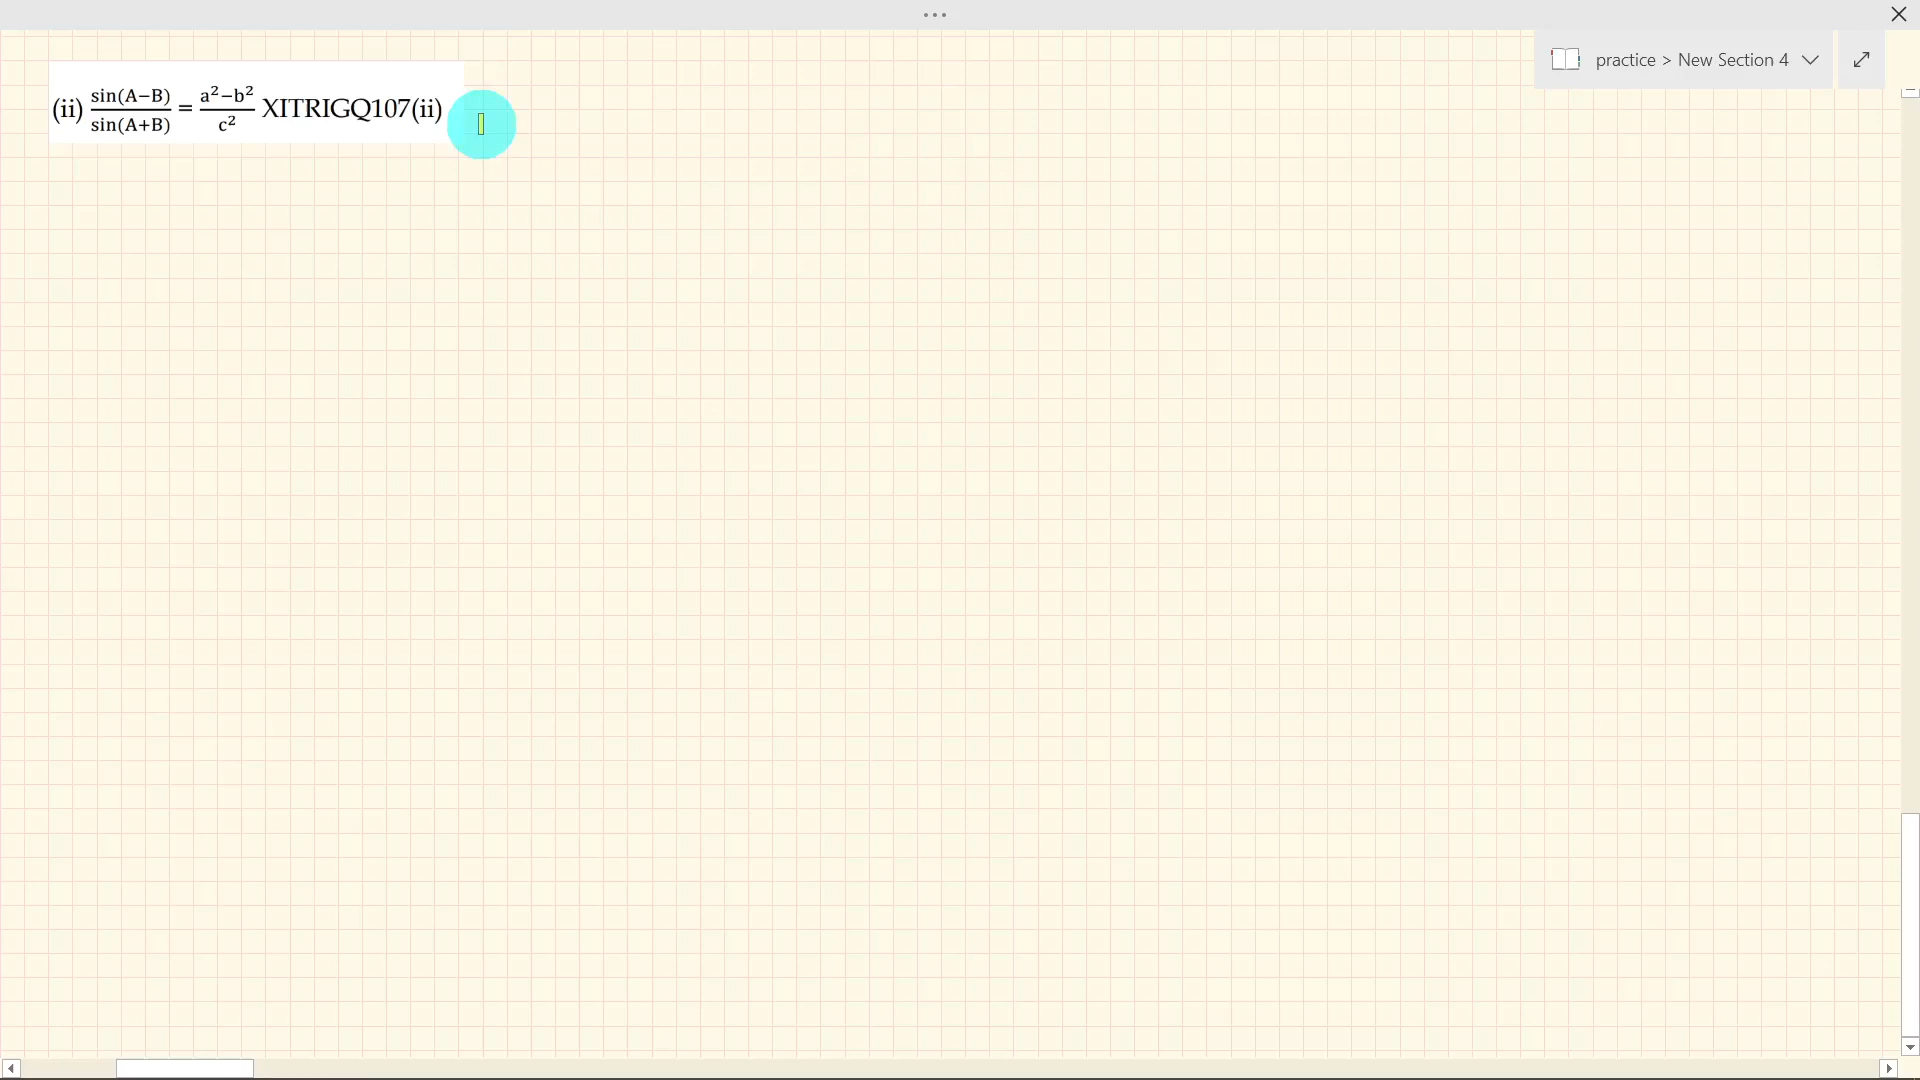 practice > New Section 4
(ii) sin(A−B)/sin(A+B) = a²−b²/c² XITRIGQ107(ii)